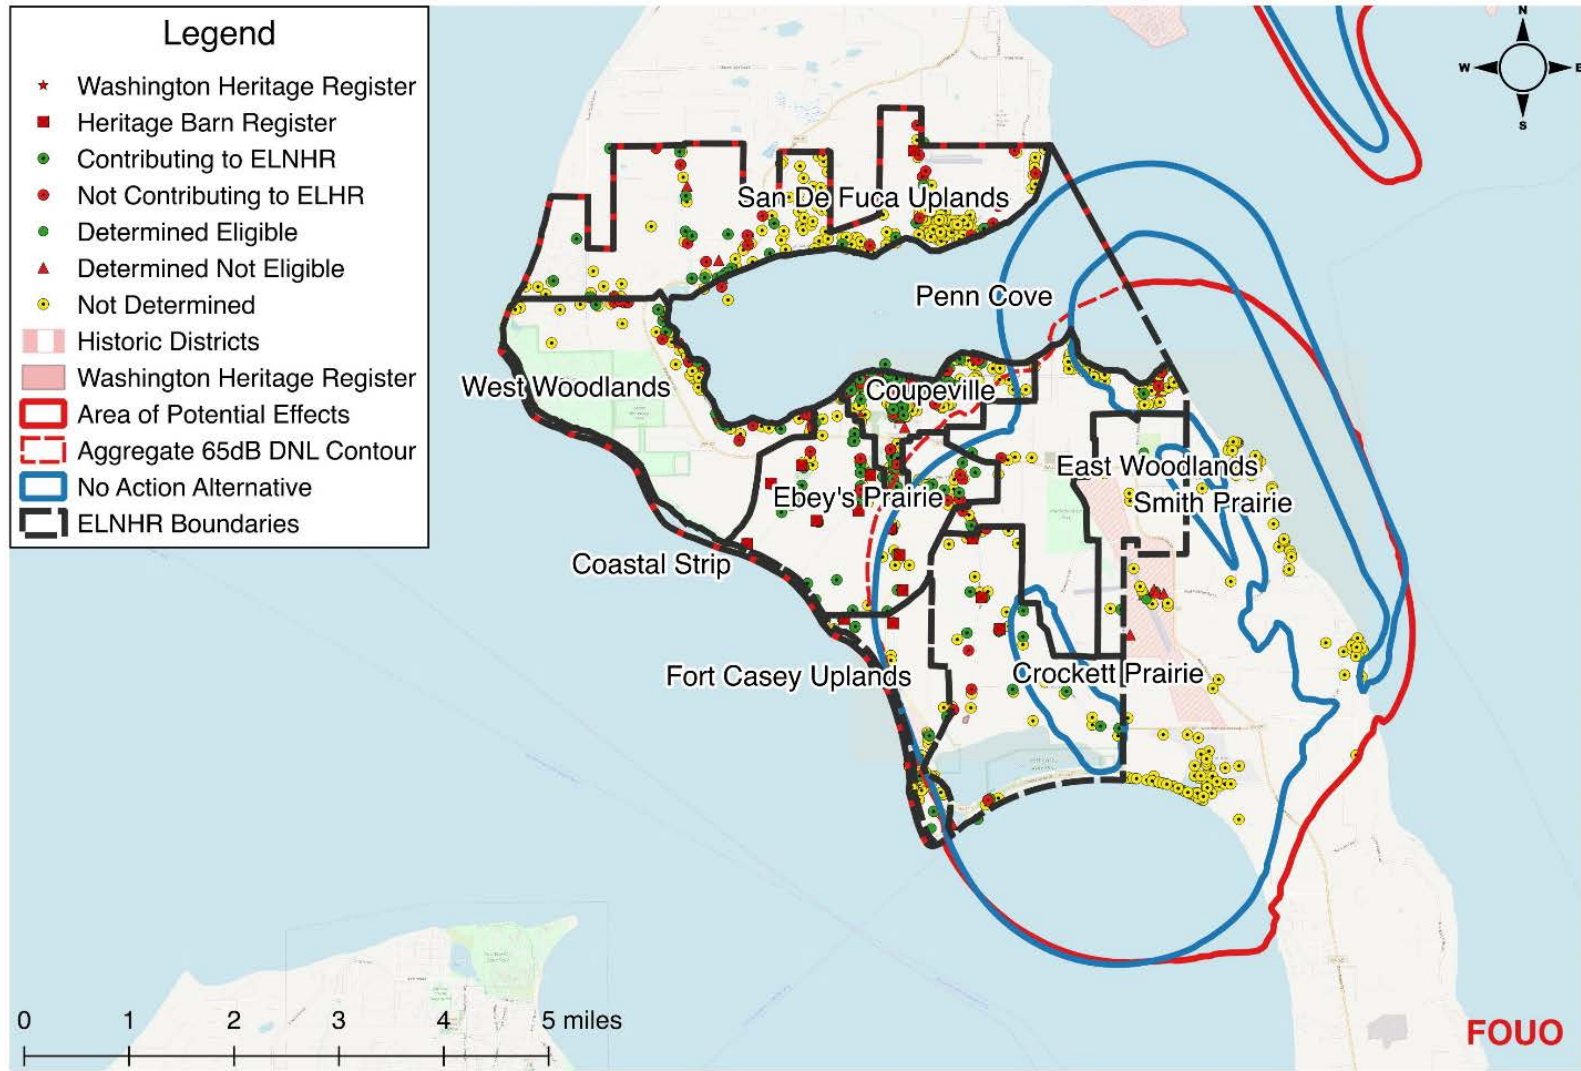 Legend
Washington Heritage Register
Heritage Barn Register
Contributing to ELNHR
Not Contributing to ELHR
Determined Eligible
Determined Not Eligible
Not Determined
Historic Districts
Washington Heritage Register
Area of Potential Effects
Aggregate 65dB DNL Contour
No Action Alternative
ELNHR Boundaries
N
W E
S
San De Fuca Uplands
Penn Cove
West Woodlands
Coupeville
East Woodlands
Ebey's Prairie
Smith Prairie
Coastal Strip
Fort Casey Uplands
Crockett Prairie
0 1 2 3 4 5 miles
FOUO